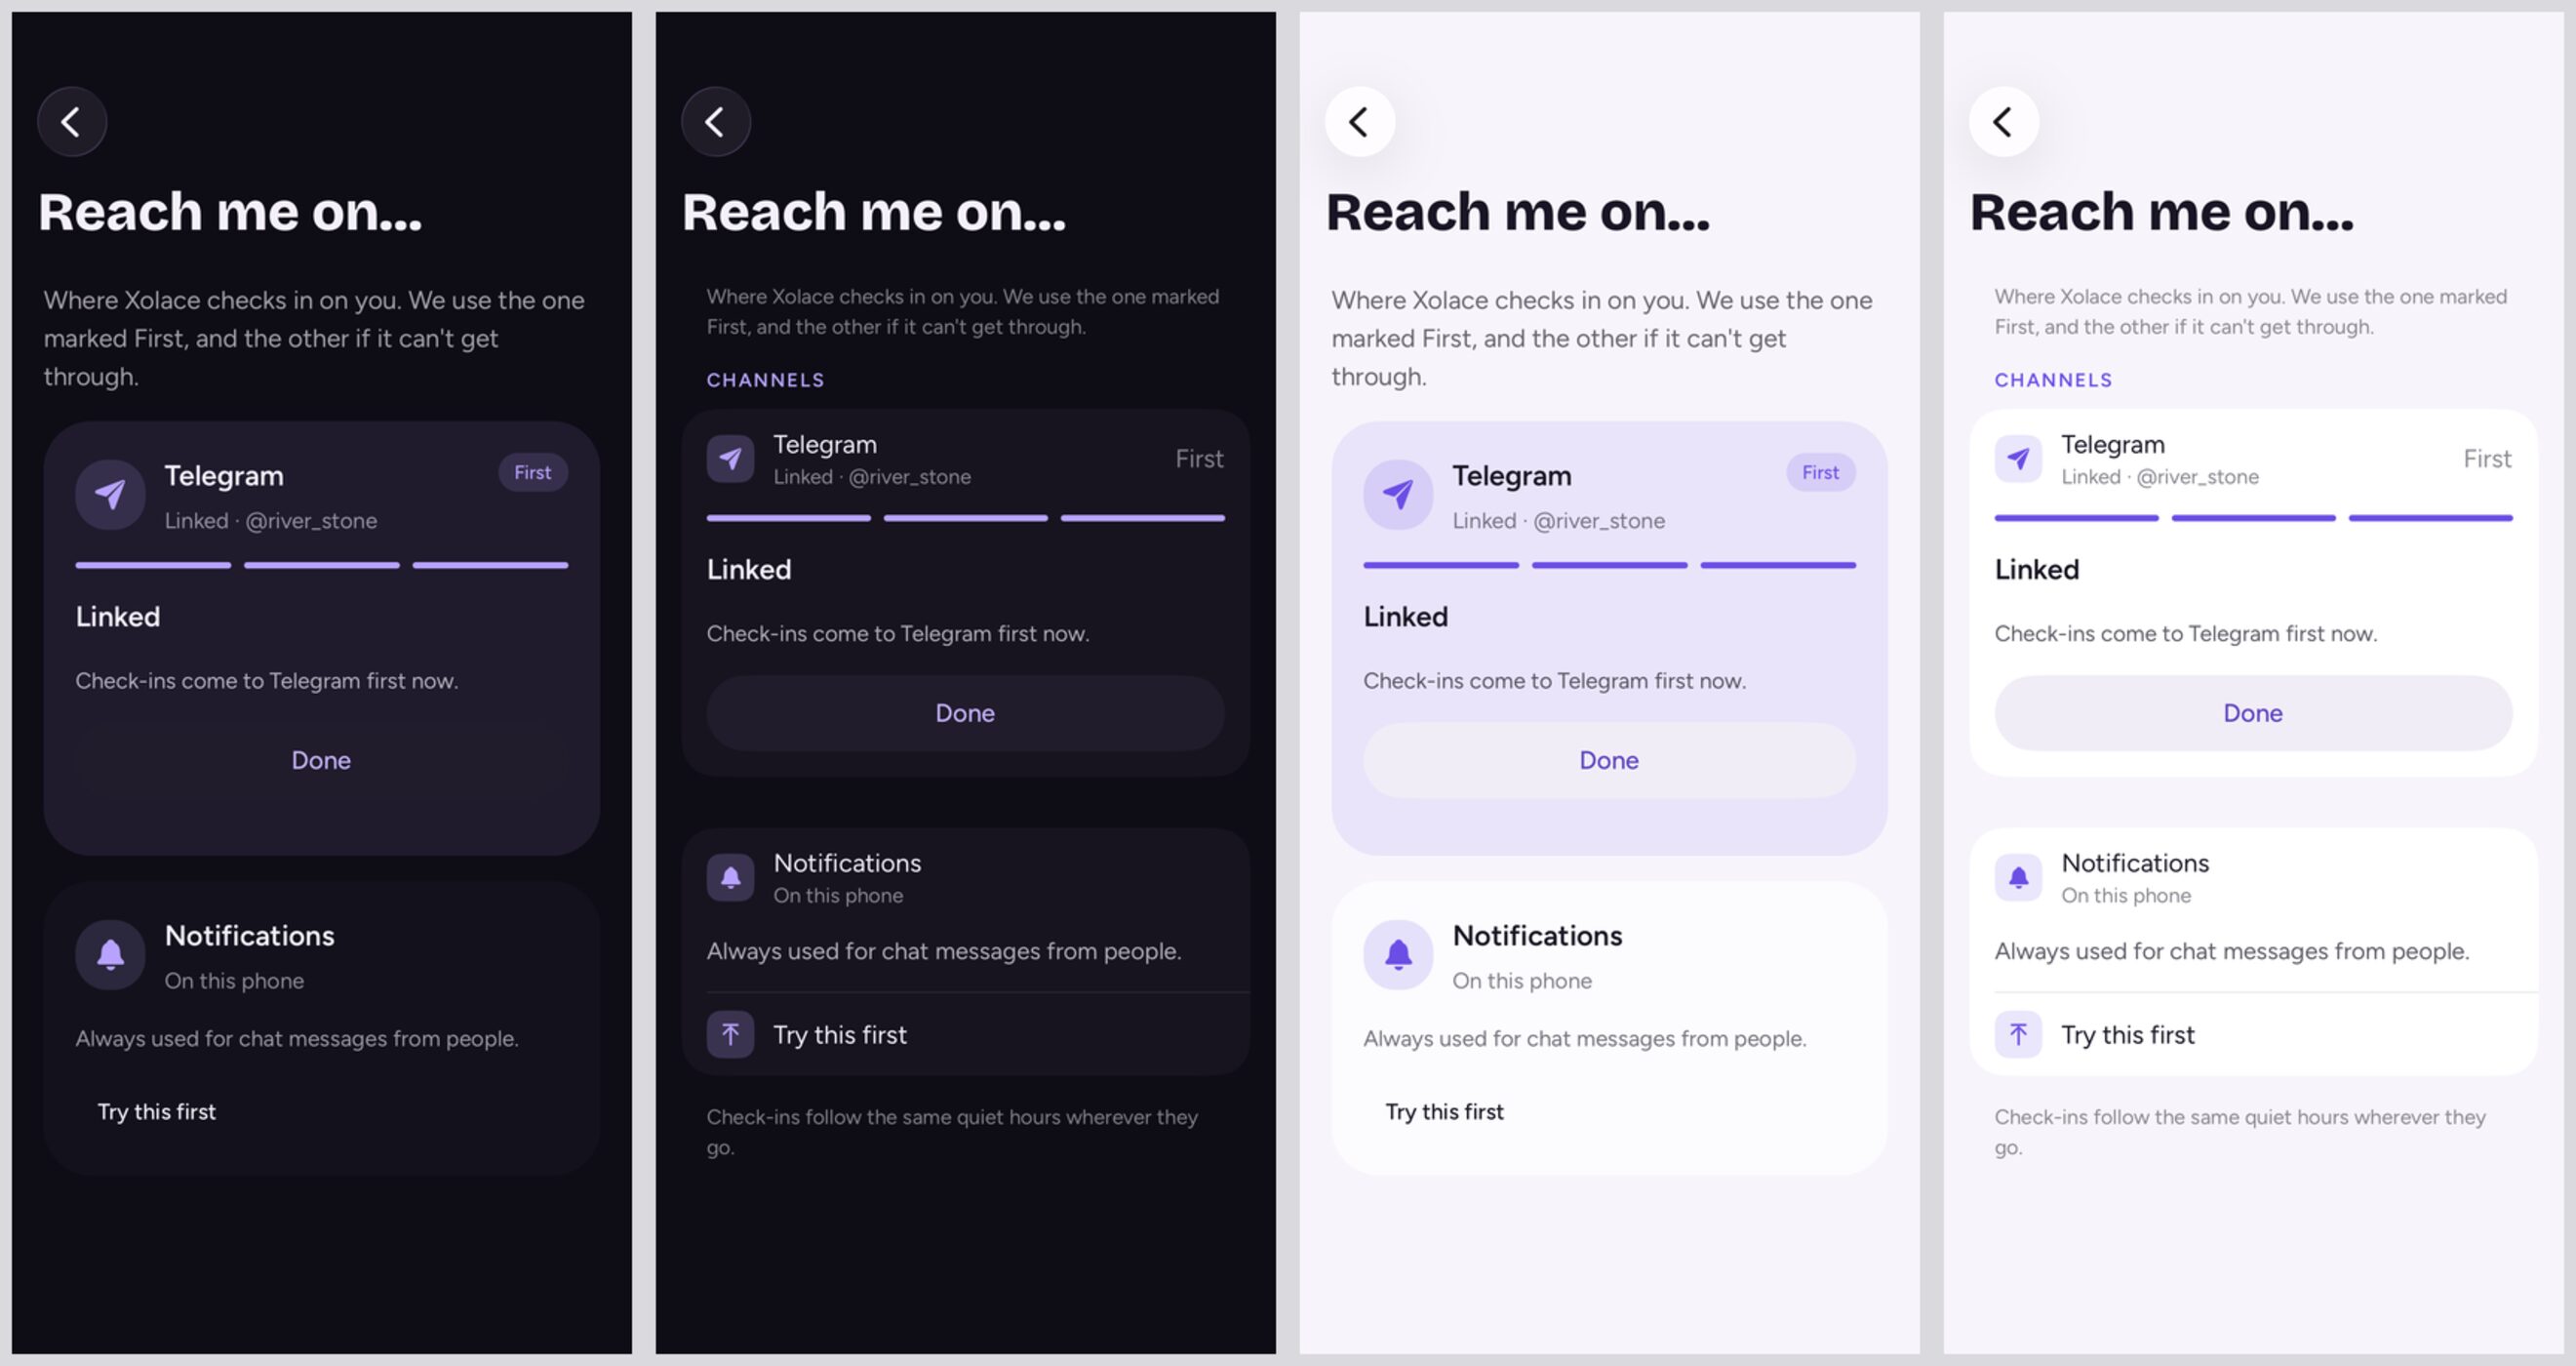 Reach me on...
Where Xolace checks in on you. We use the one
marked First, and the other if it can't get
through.
Telegram
First
Linked · @river_stone
Linked
Check-ins come to Telegram first now.
Done
Notifications
On this phone
Always used for chat messages from people.
Try this first
Reach me on...
Where Xolace checks in on you. We use the one marked
First, and the other if it can't get through.
CHANNELS
Telegram
Linked · @river_stone
First
Linked
Check-ins come to Telegram first now.
Done
Notifications
On this phone
Always used for chat messages from people.
Try this first
Check-ins follow the same quiet hours wherever they
go.
Reach me on...
Where Xolace checks in on you. We use the one
marked First, and the other if it can't get
through.
Telegram
First
Linked · @river_stone
Linked
Check-ins come to Telegram first now.
Done
Notifications
On this phone
Always used for chat messages from people.
Try this first
Reach me on...
Where Xolace checks in on you. We use the one marked
First, and the other if it can't get through.
CHANNELS
Telegram
Linked · @river_stone
First
Linked
Check-ins come to Telegram first now.
Done
Notifications
On this phone
Always used for chat messages from people.
Try this first
Check-ins follow the same quiet hours wherever they
go.